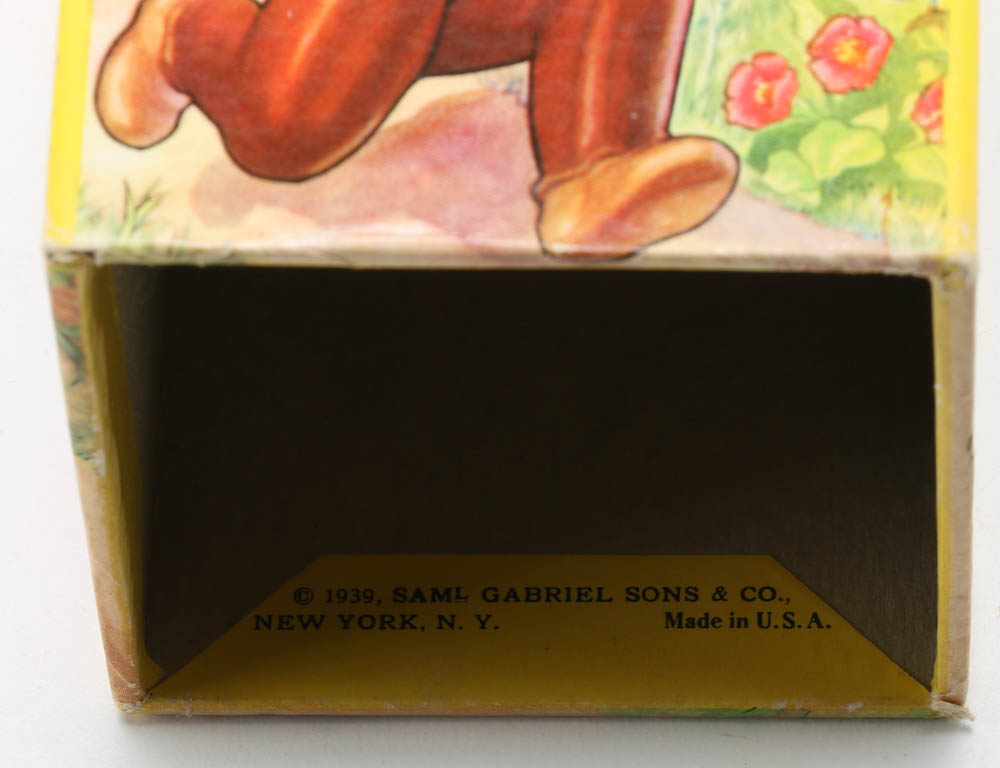 © 1939, SAML GABRIEL SONS & CO.,
NEW YORK, N. Y. Made in U.S.A.